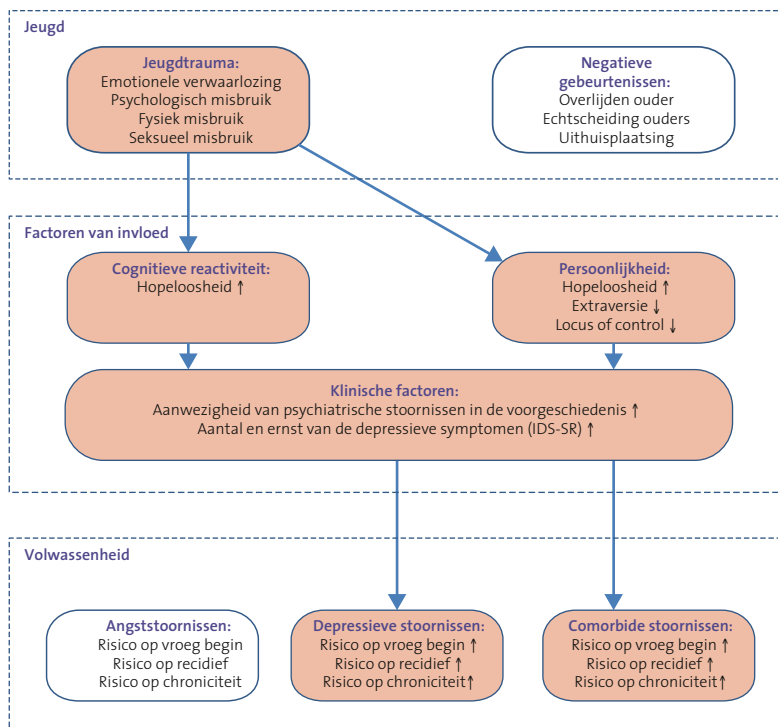 Jeugd
Jeugdtrauma:
Emotionele verwaarlozing
Psychologisch misbruik
Fysiek misbruik
Seksueel misbruik
Negatieve
gebeurtenissen:
Overlijden ouder
Echtscheiding ouders
Uithuisplaatsing
Factoren van invloed
Cognitieve reactiviteit:
Hopeloosheid ↑
Persoonlijkheid:
Hopeloosheid ↑
Extraversie ↓
Locus of control ↓
Klinische factoren:
Aanwezigheid van psychiatrische stoornissen in de voorgeschiedenis ↑
Aantal en ernst van de depressieve symptomen (IDS-SR) ↑
Volwassenheid
Angststoornissen:
Risico op vroeg begin
Risico op recidief
Risico op chroniciteit
Depressieve stoornissen:
Risico op vroeg begin ↑
Risico op recidief ↑
Risico op chroniciteit↑
Comorbide stoornissen:
Risico op vroeg begin ↑
Risico op recidief ↑
Risico op chroniciteit↑